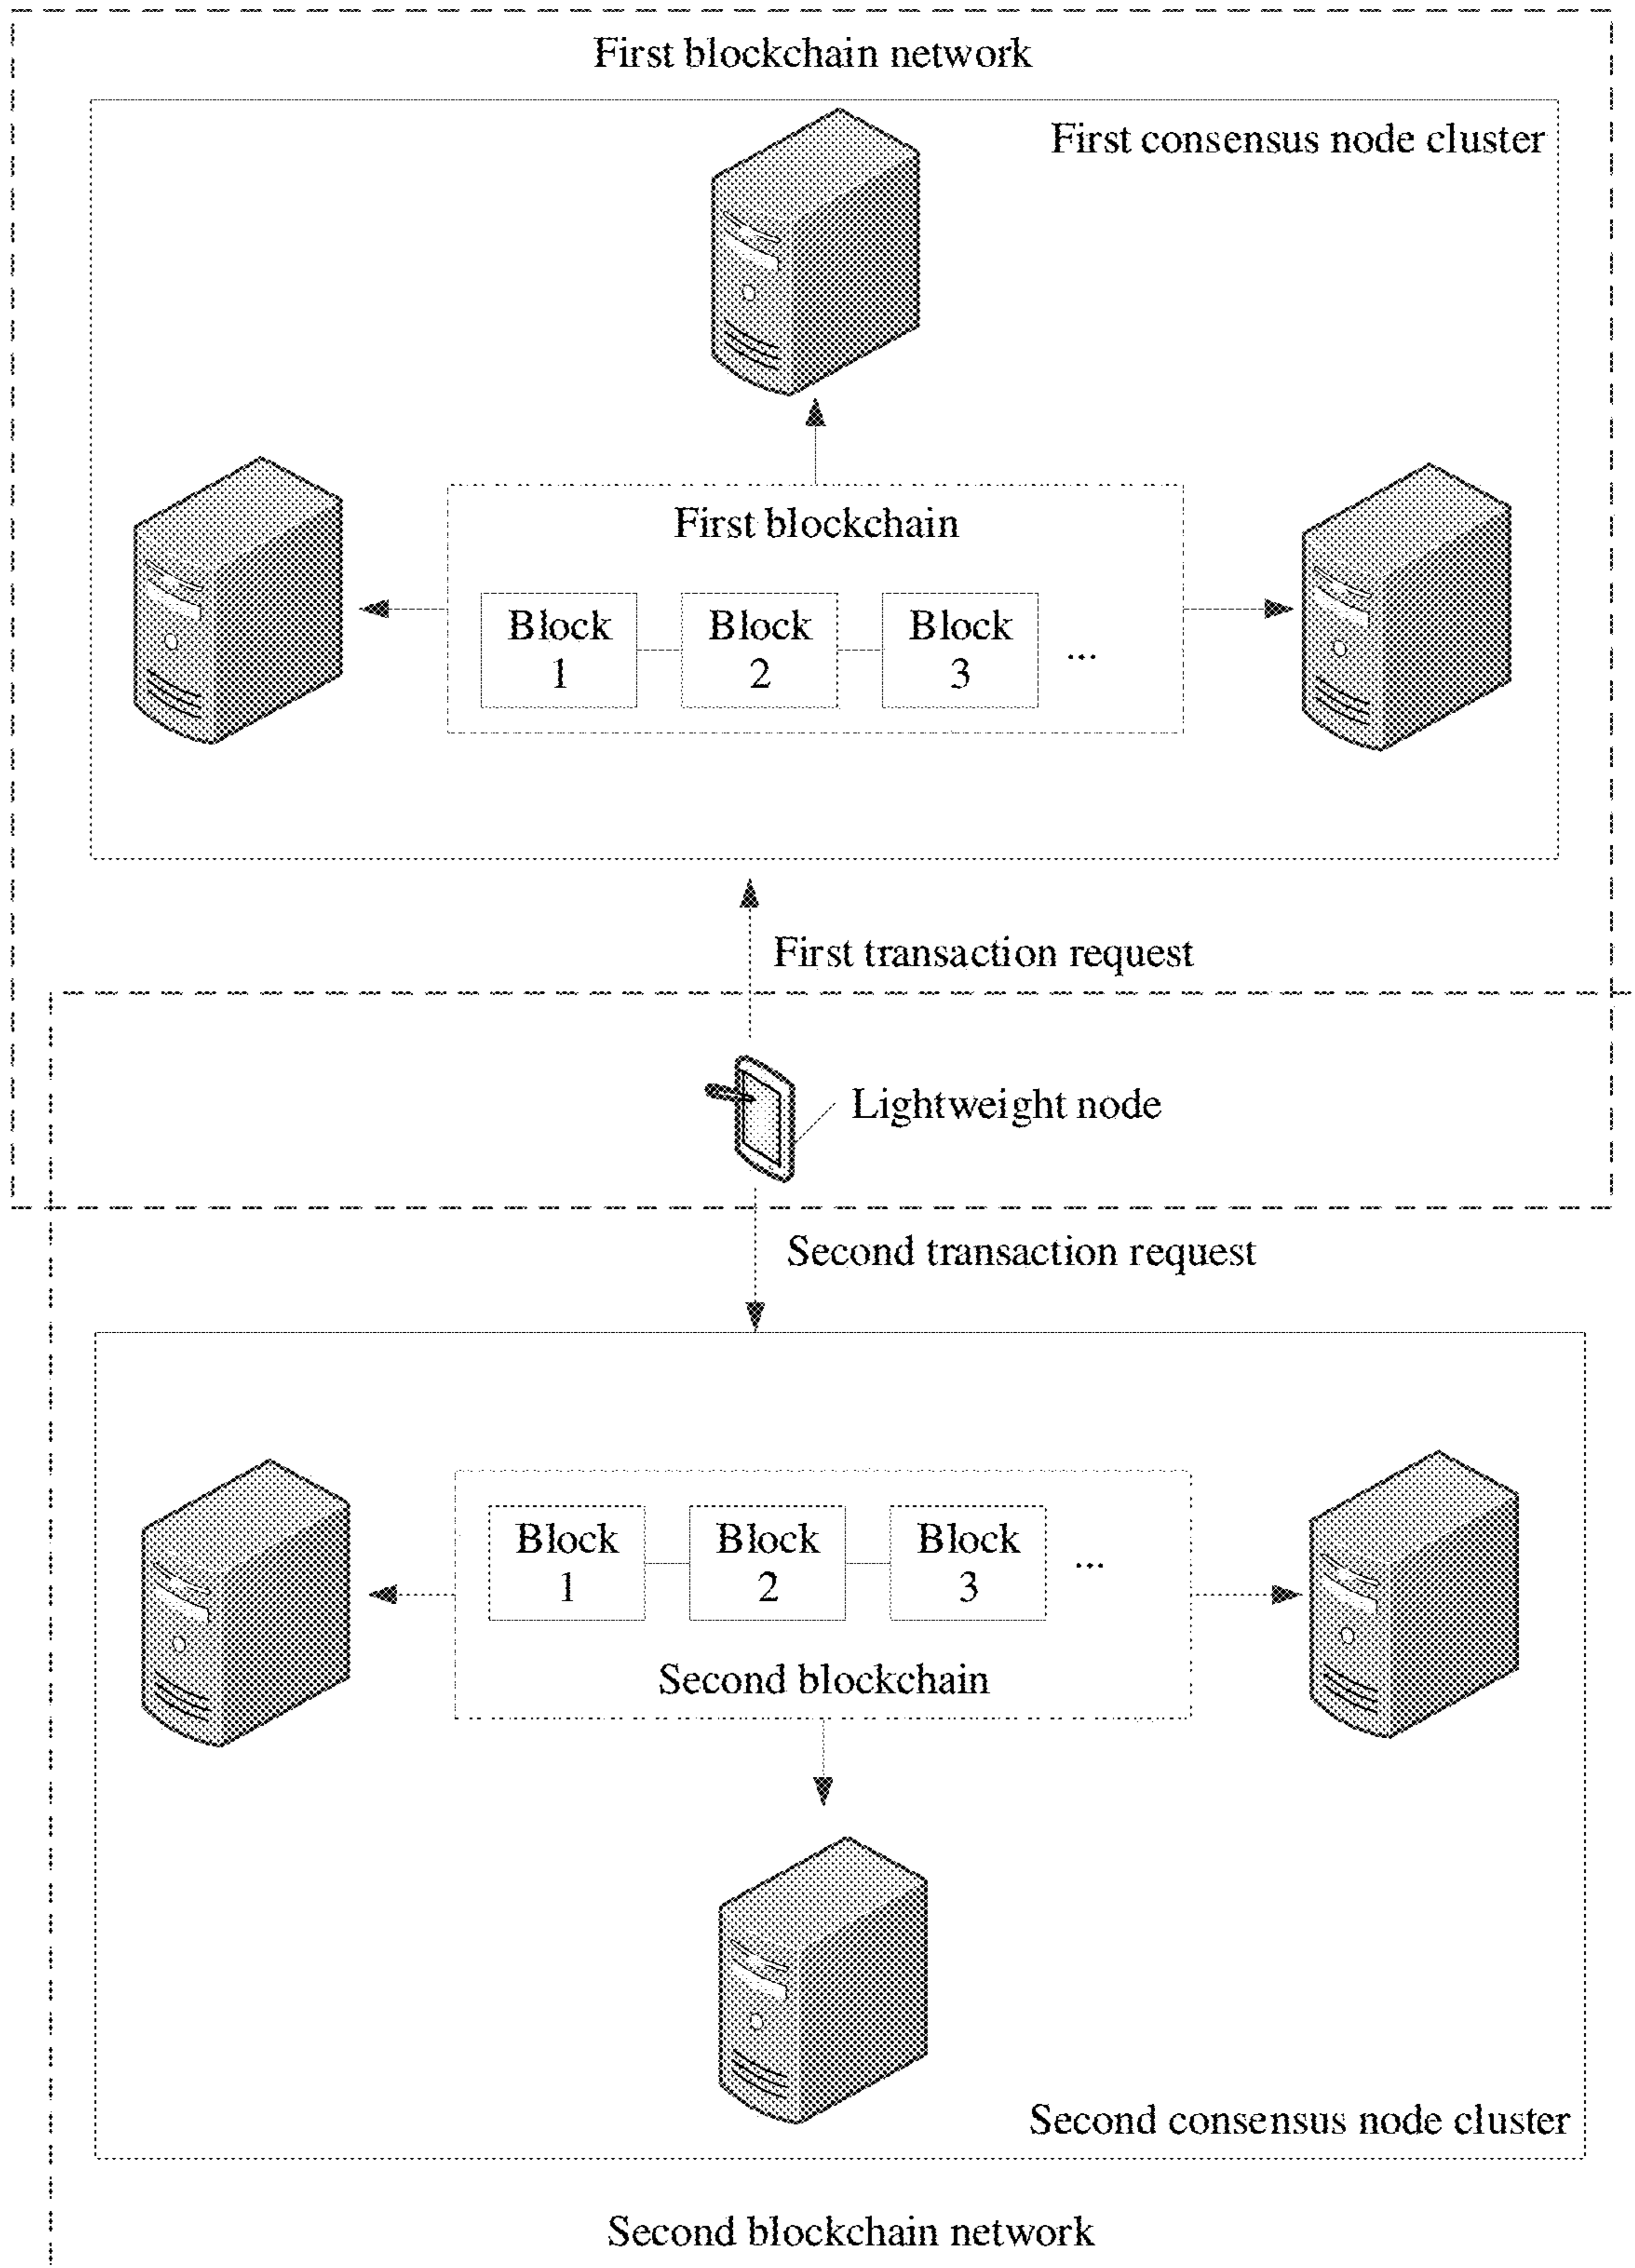 First blockchain network
First consensus node cluster
First blockchain
Block
1
Block
2
Block
3
...
First transaction request
Lightweight node
Second transaction request
Block
1
Block
2
Block
3
...
Second blockchain
Second consensus node cluster
Second blockchain network